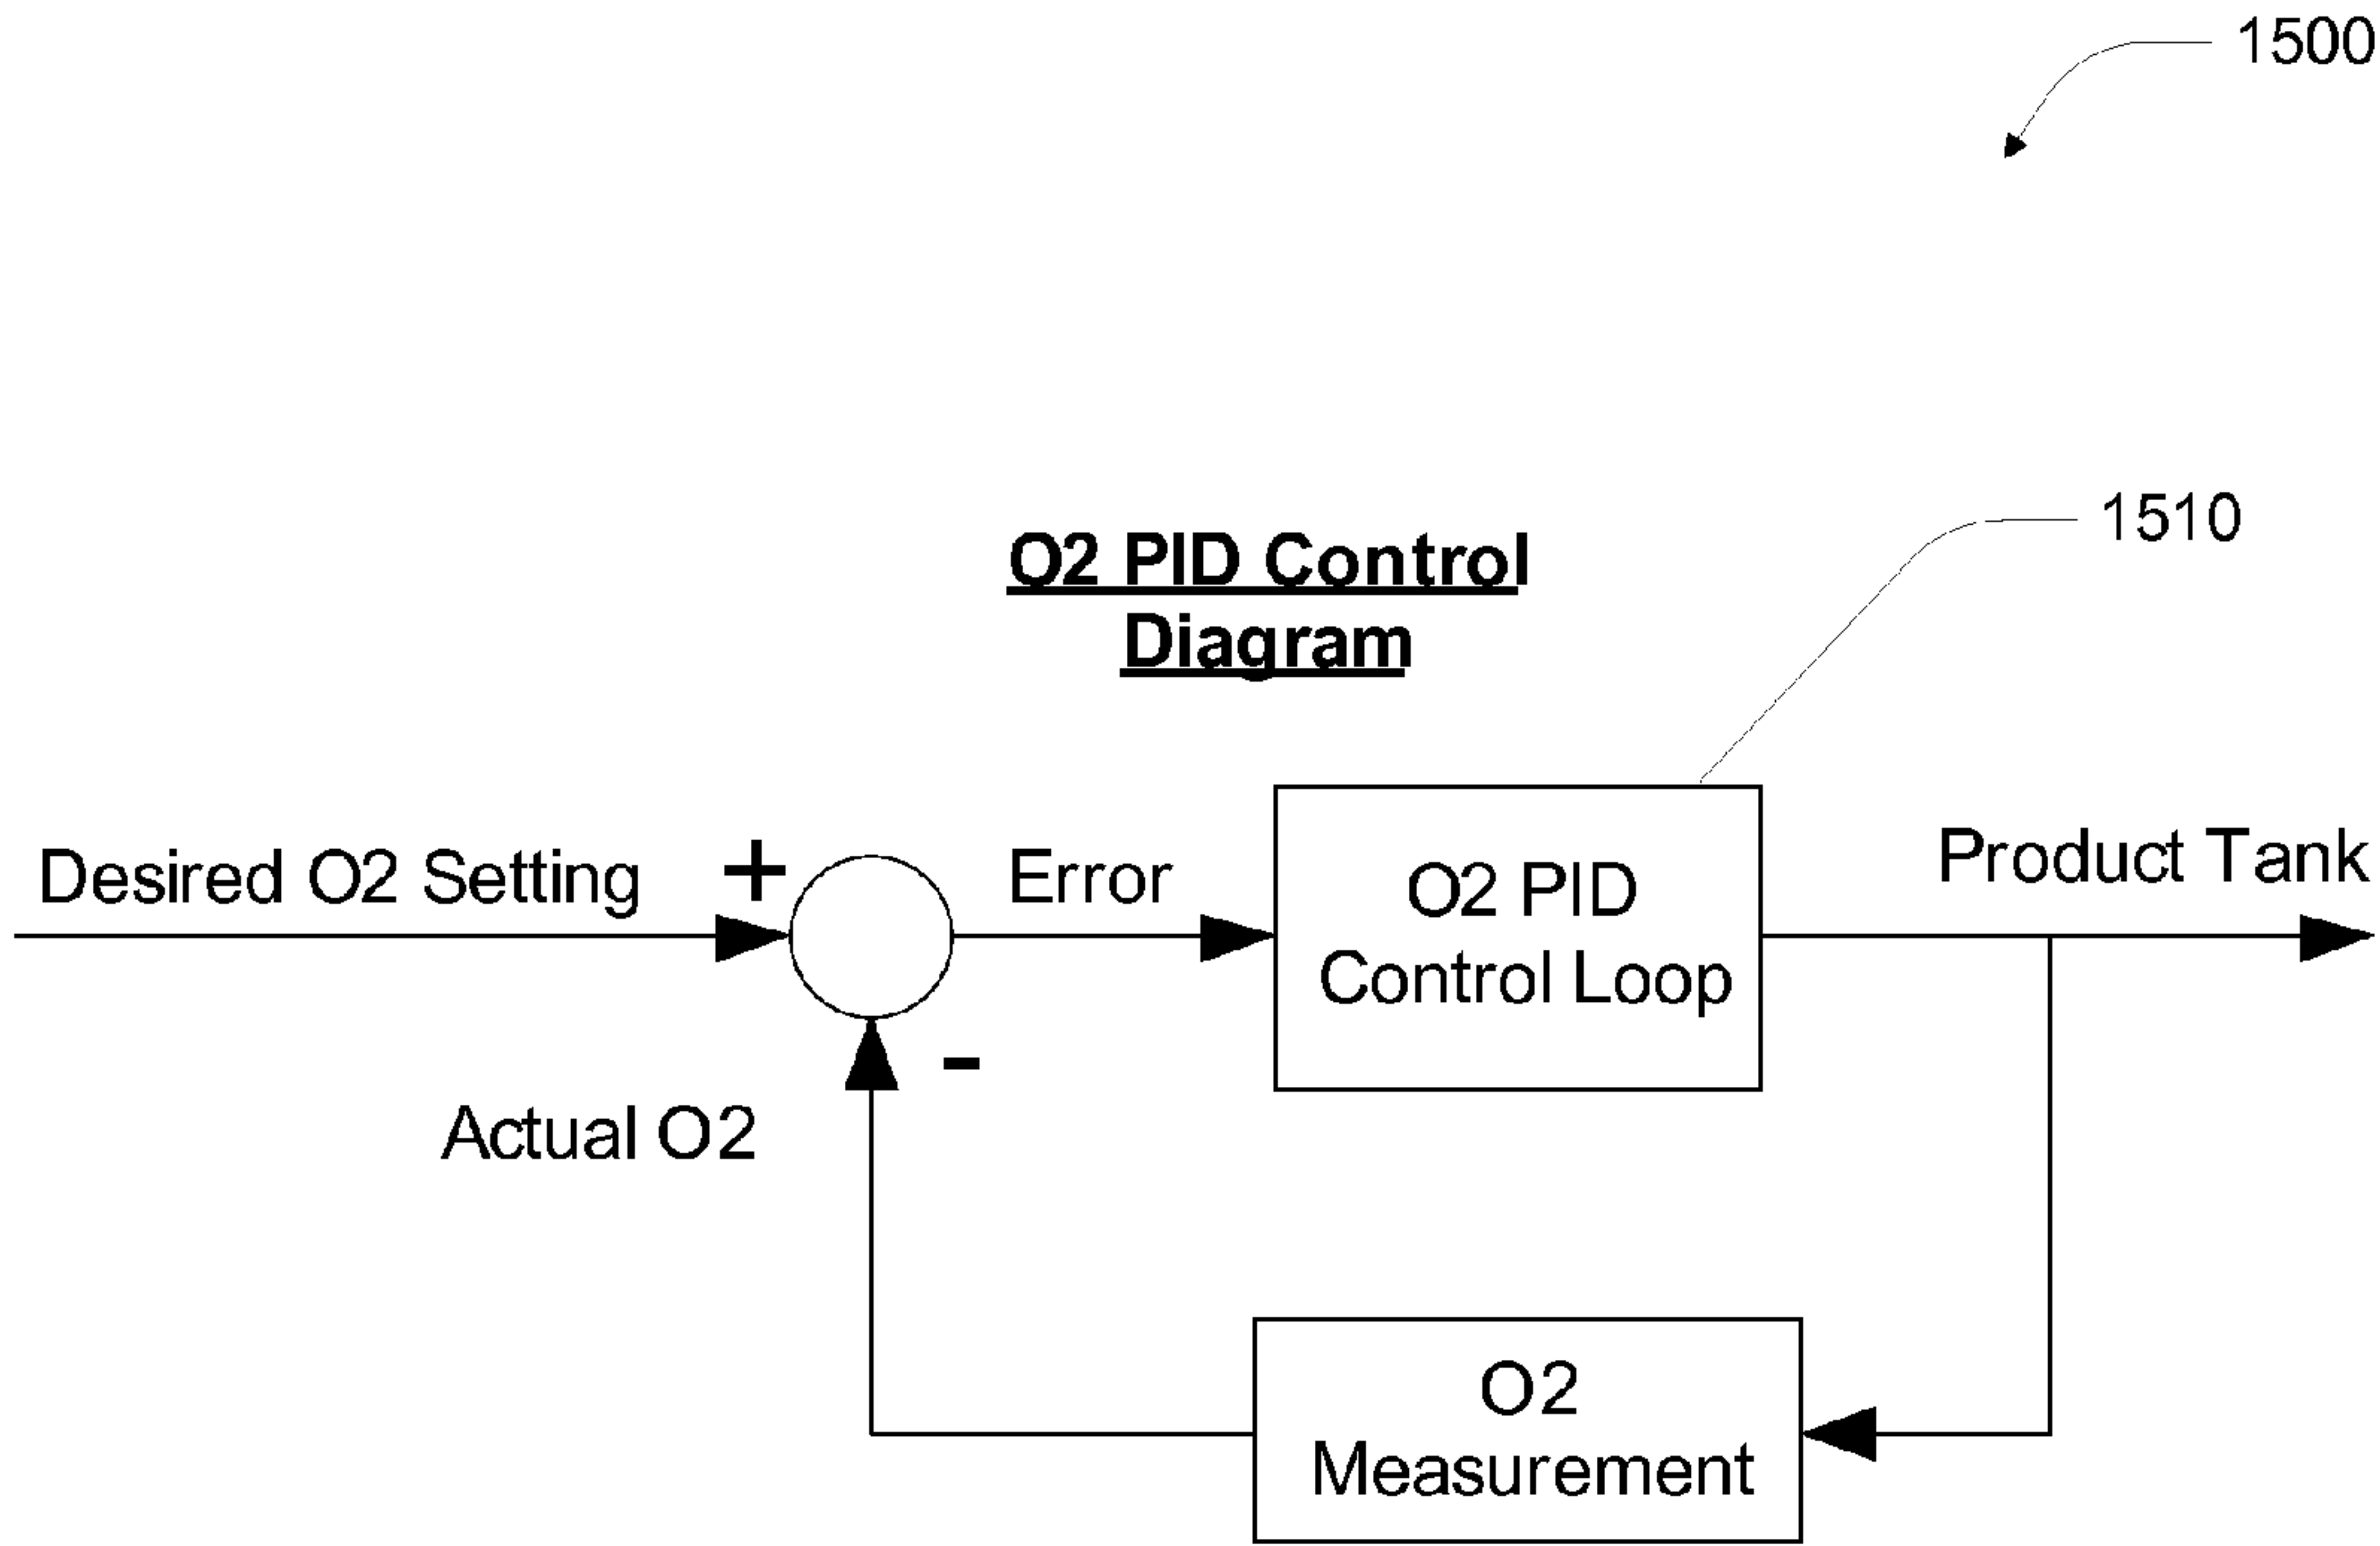 1500
1510
O2 PID Control
Diagram
Desired O2 Setting
+
Error
O2 PID
Control Loop
Product Tank
-
Actual O2
O2
Measurement